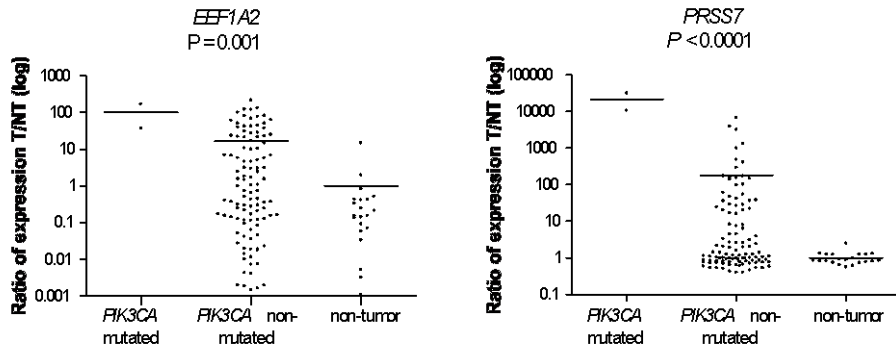 EEF1A2
P=0.001
Ratio of expression T/NT (log)
1000
100
10
1
0.1
0.01
0.001
PIK3CA mutated
PIK3CA non-mutated
non-tumor
PRSS7
P<0.0001
Ratio of expression T/NT (log)
100000
10000
1000
100
10
1
0.1
PIK3CA mutated
PIK3CA non-mutated
non-tumor